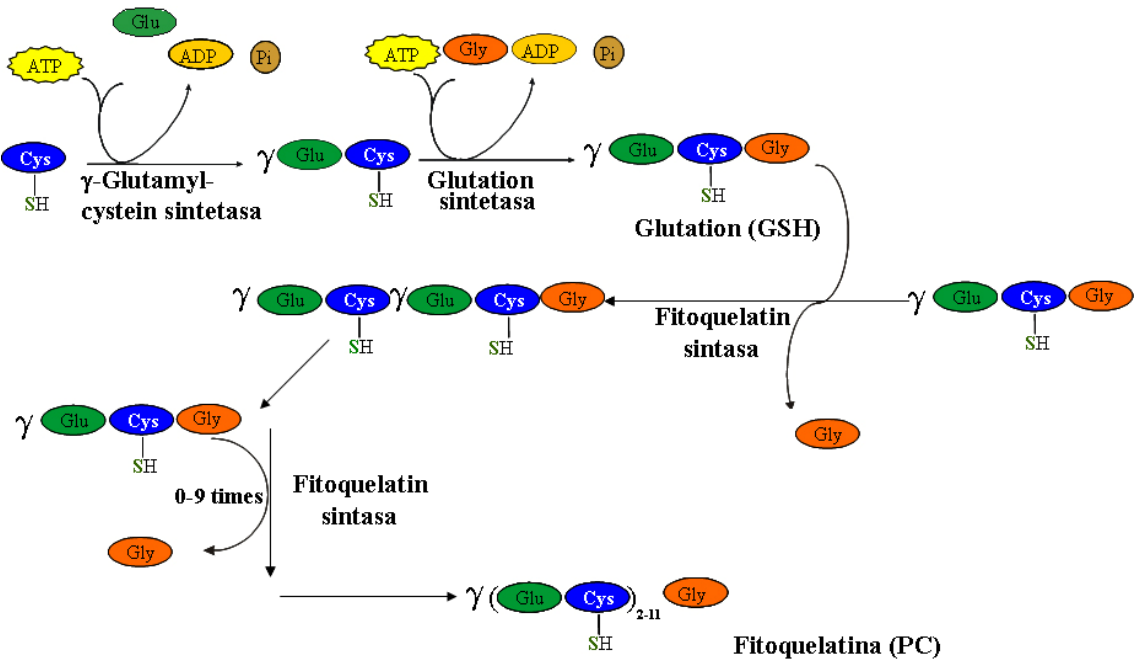 Glu
ATP
ADP
Pi
ATP
Gly
ADP
Pi
Cys
SH
γ-Glutamyl-
cystein sintetasa
γ Glu Cys
SH
Glutation
sintetasa
γ Glu Cys Gly
SH
Glutation (GSH)
γ Glu Cys γ Glu Cys Gly
SH
SH
Fitoquelatin
sintasa
γ Glu Cys Gly
SH
Gly
γ Glu Cys Gly
SH
0-9 times
Fitoquelatin
sintasa
Gly
γ (Glu Cys)2-11 Gly
SH
Fitoquelatina (PC)